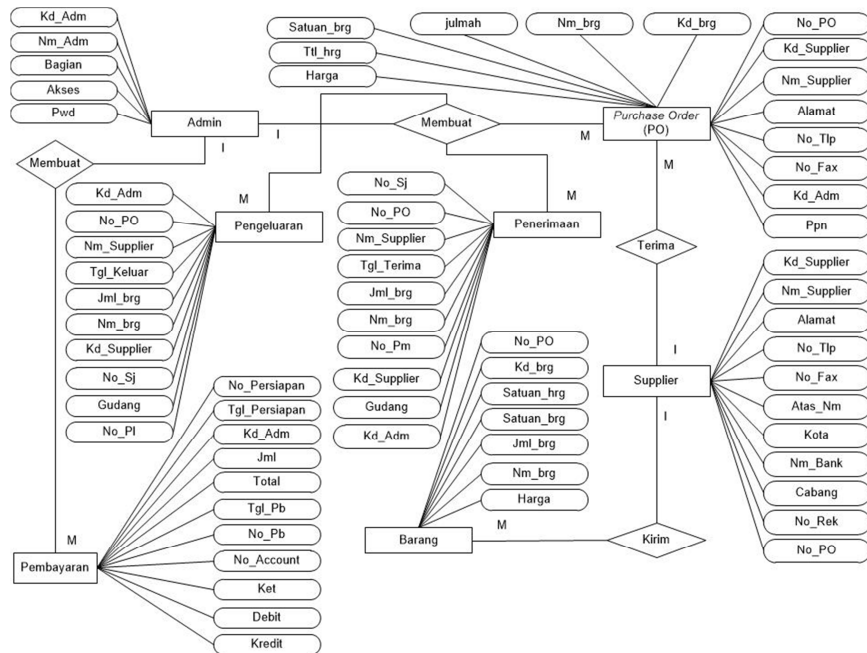 Kd_Adm
Nm_Adm
Bagian
Akses
Pwd
Admin
Satuan_brg
Ttl_hrg
Harga
julmah
Nm_brg
Kd_brg
Purchase Order
(PO)
No_PO
Kd_Supplier
Nm_Supplier
Alamat
No_Tlp
No_Fax
Kd_Adm
Ppn
I
I
Membuat
M
M
Membuat
M
Kd_Adm
No_PO
Nm_Supplier
Tgl_Keluar
Jml_brg
Nm_brg
Kd_Supplier
No_Sj
Gudang
No_Pl
Pengeluaran
No_Sj
No_PO
Nm_Supplier
Tgl_Terima
Jml_brg
Nm_brg
No_Pm
Kd_Supplier
Gudang
Kd_Adm
M
Penerimaan
Terima
I
Supplier
I
Kd_Supplier
Nm_Supplier
Alamat
No_Tlp
No_Fax
Atas_Nm
Kota
Nm_Bank
Cabang
No_Rek
No_PO
No_PO
Kd_brg
Satuan_hrg
Satuan_brg
Jml_brg
Nm_brg
Harga
Barang
M
Kirim
M
Pembayaran
No_Persiapan
Tgl_Persiapan
Kd_Adm
Jml
Total
Tgl_Pb
No_Pb
No_Account
Ket
Debit
Kredit